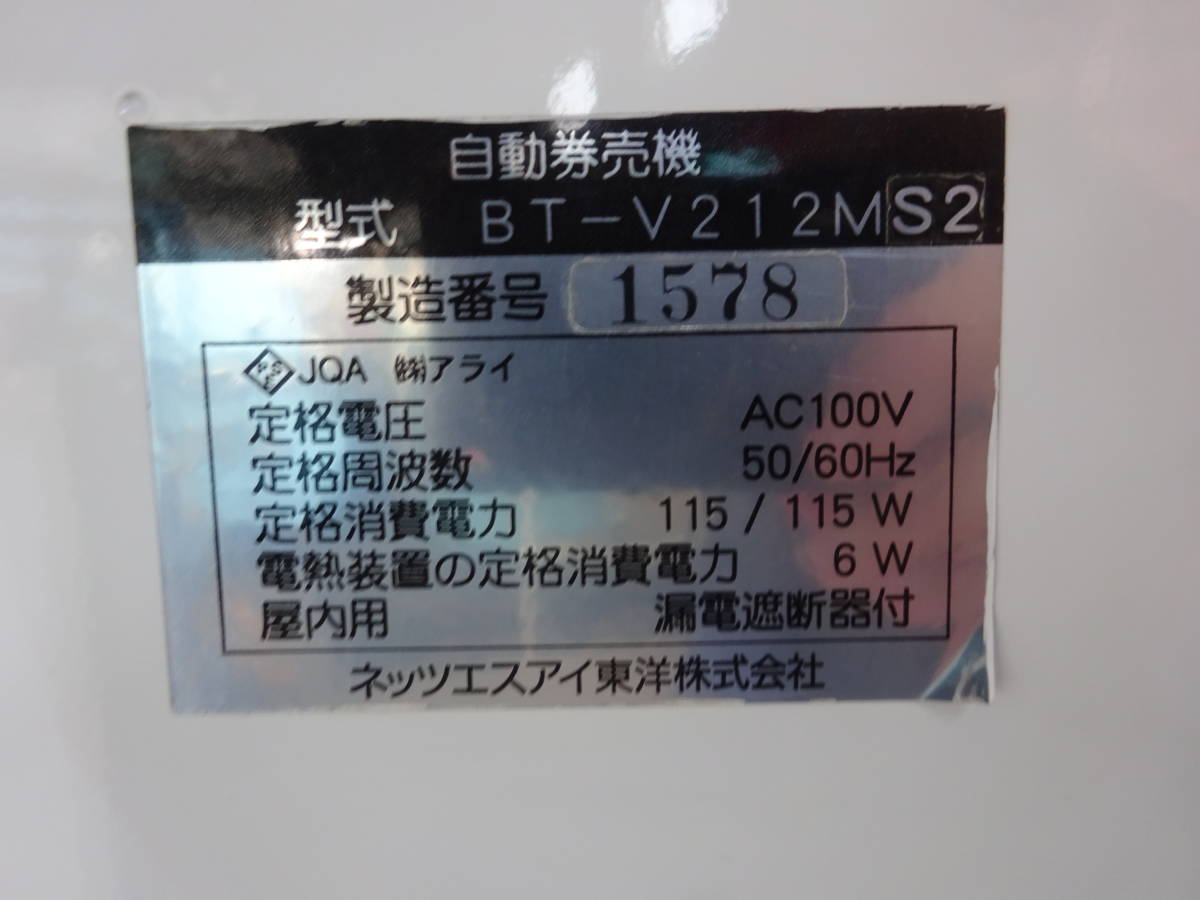 自動券売機
型式 BT-V212MS2
製造番号 1578
JQA ㈱アライ
定格電圧 AC100V
定格周波数 50/60Hz
定格消費電力 115 / 115 W
電熱装置の定格消費電力 6 W
屋内用 漏電遮断器付
ネッツエスアイ東洋株式会社